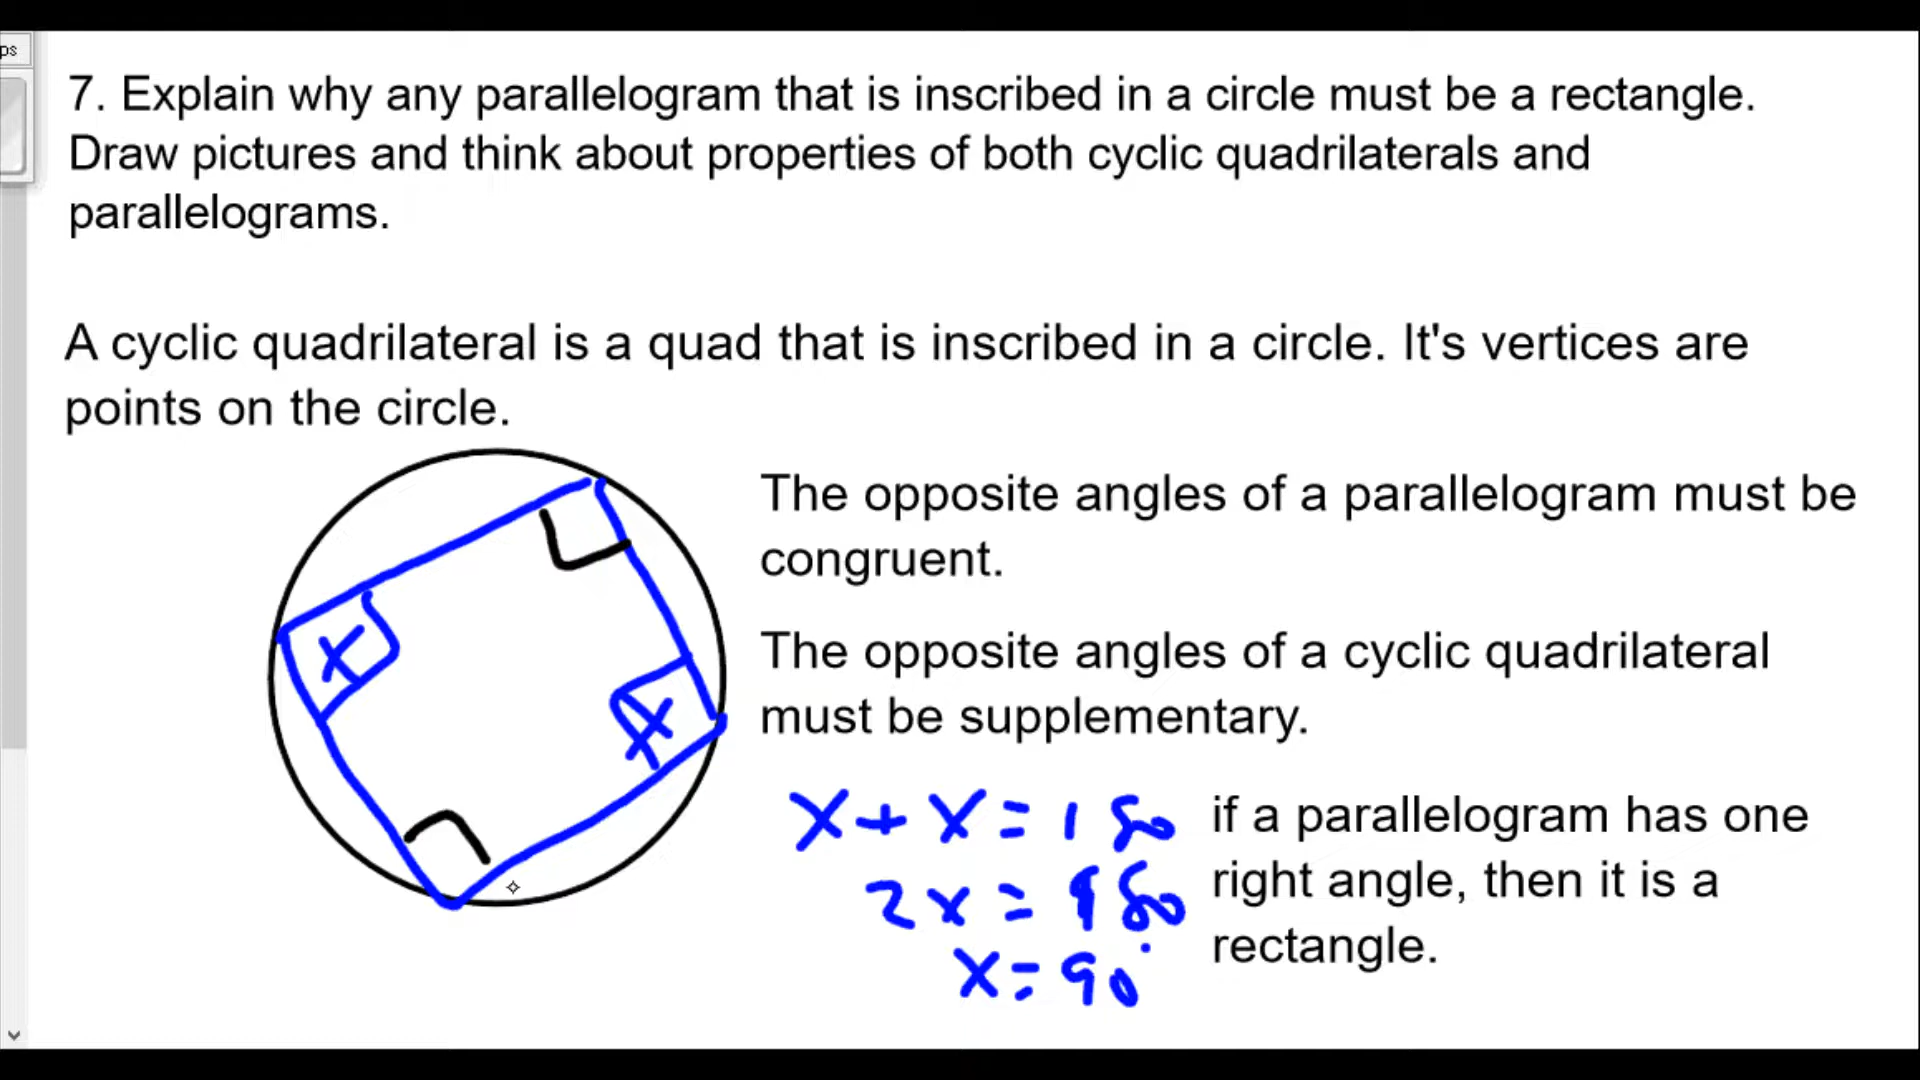 ps
7. Explain why any parallelogram that is inscribed in a circle must be a rectangle.
Draw pictures and think about properties of both cyclic quadrilaterals and
parallelograms.
A cyclic quadrilateral is a quad that is inscribed in a circle. It's vertices are
points on the circle.
The opposite angles of a parallelogram must be
congruent.
x
x
The opposite angles of a cyclic quadrilateral
must be supplementary.
x + x = 180
2x = 180
x = 90°
if a parallelogram has one
right angle, then it is a
rectangle.